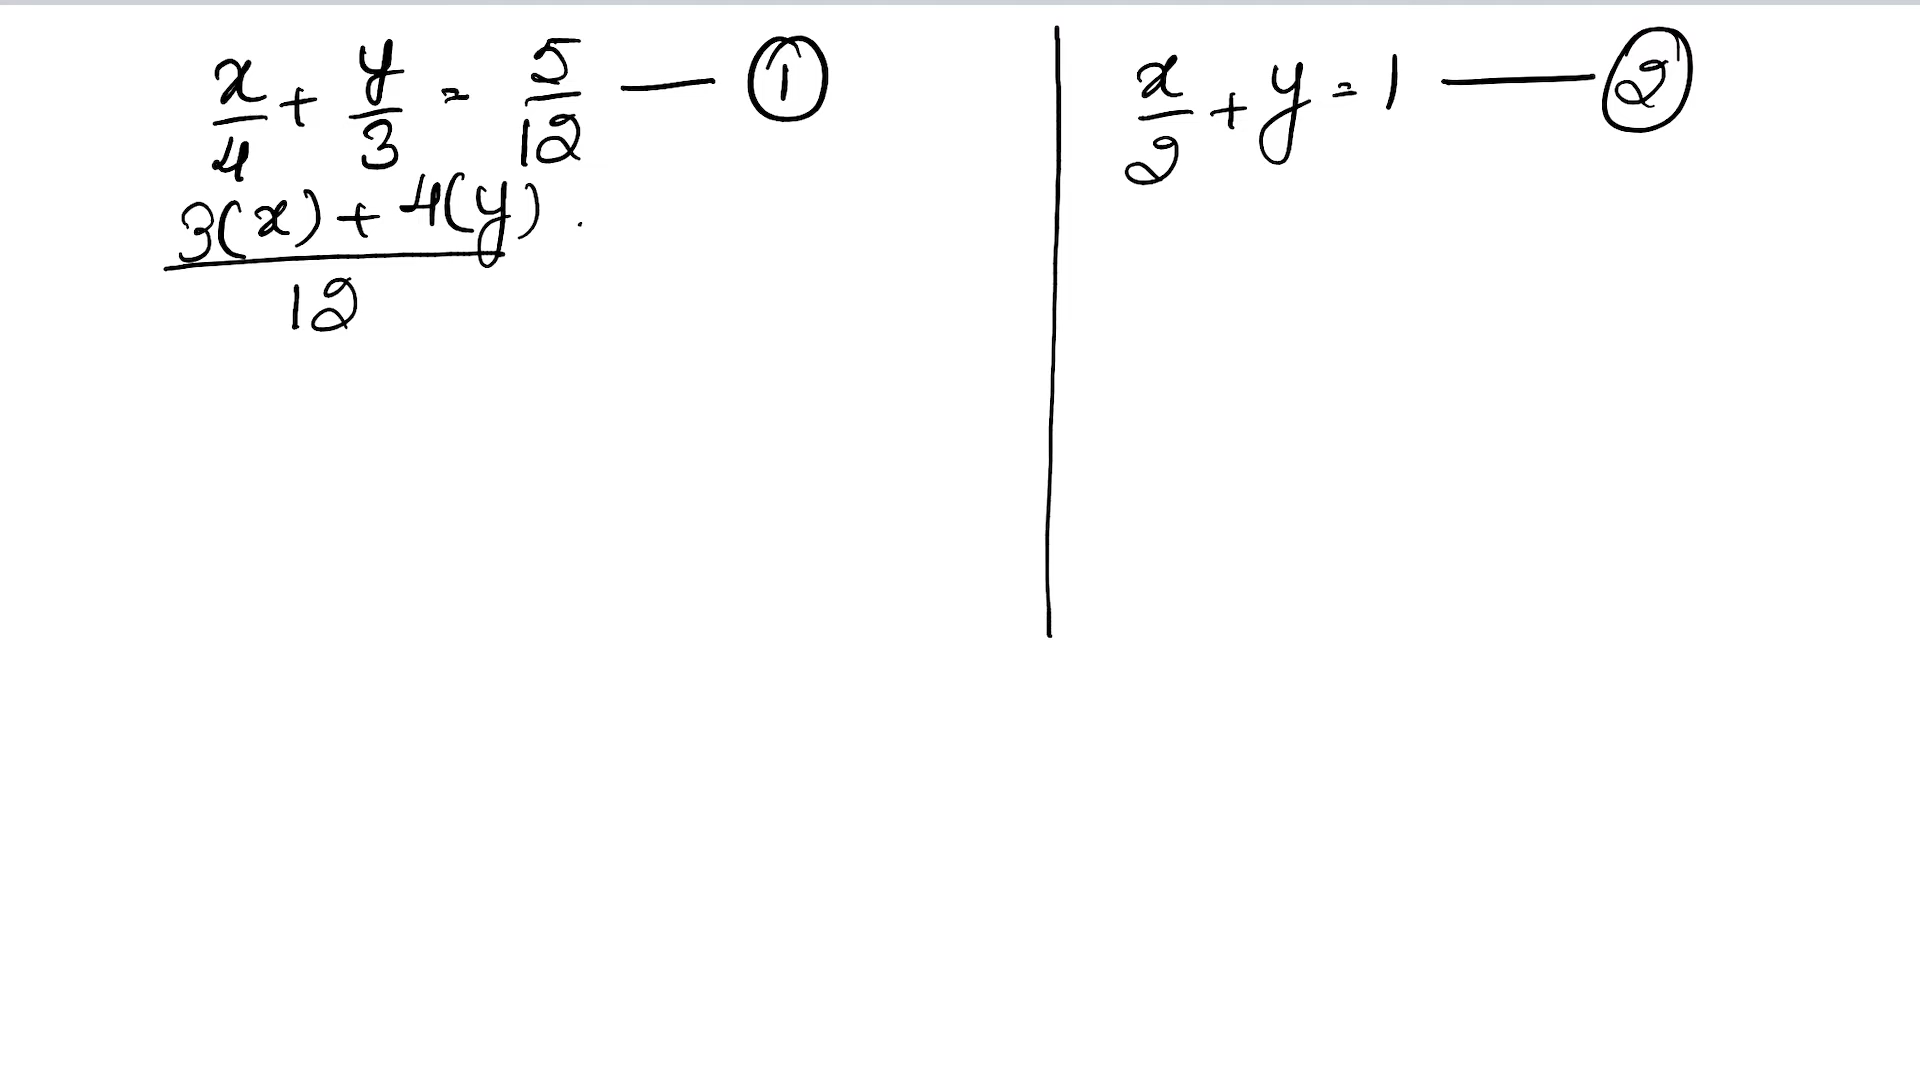 x/4 + y/3 = 5/12 — ①
3(x) + 4(y)
12
x/2 + y = 1 — ②